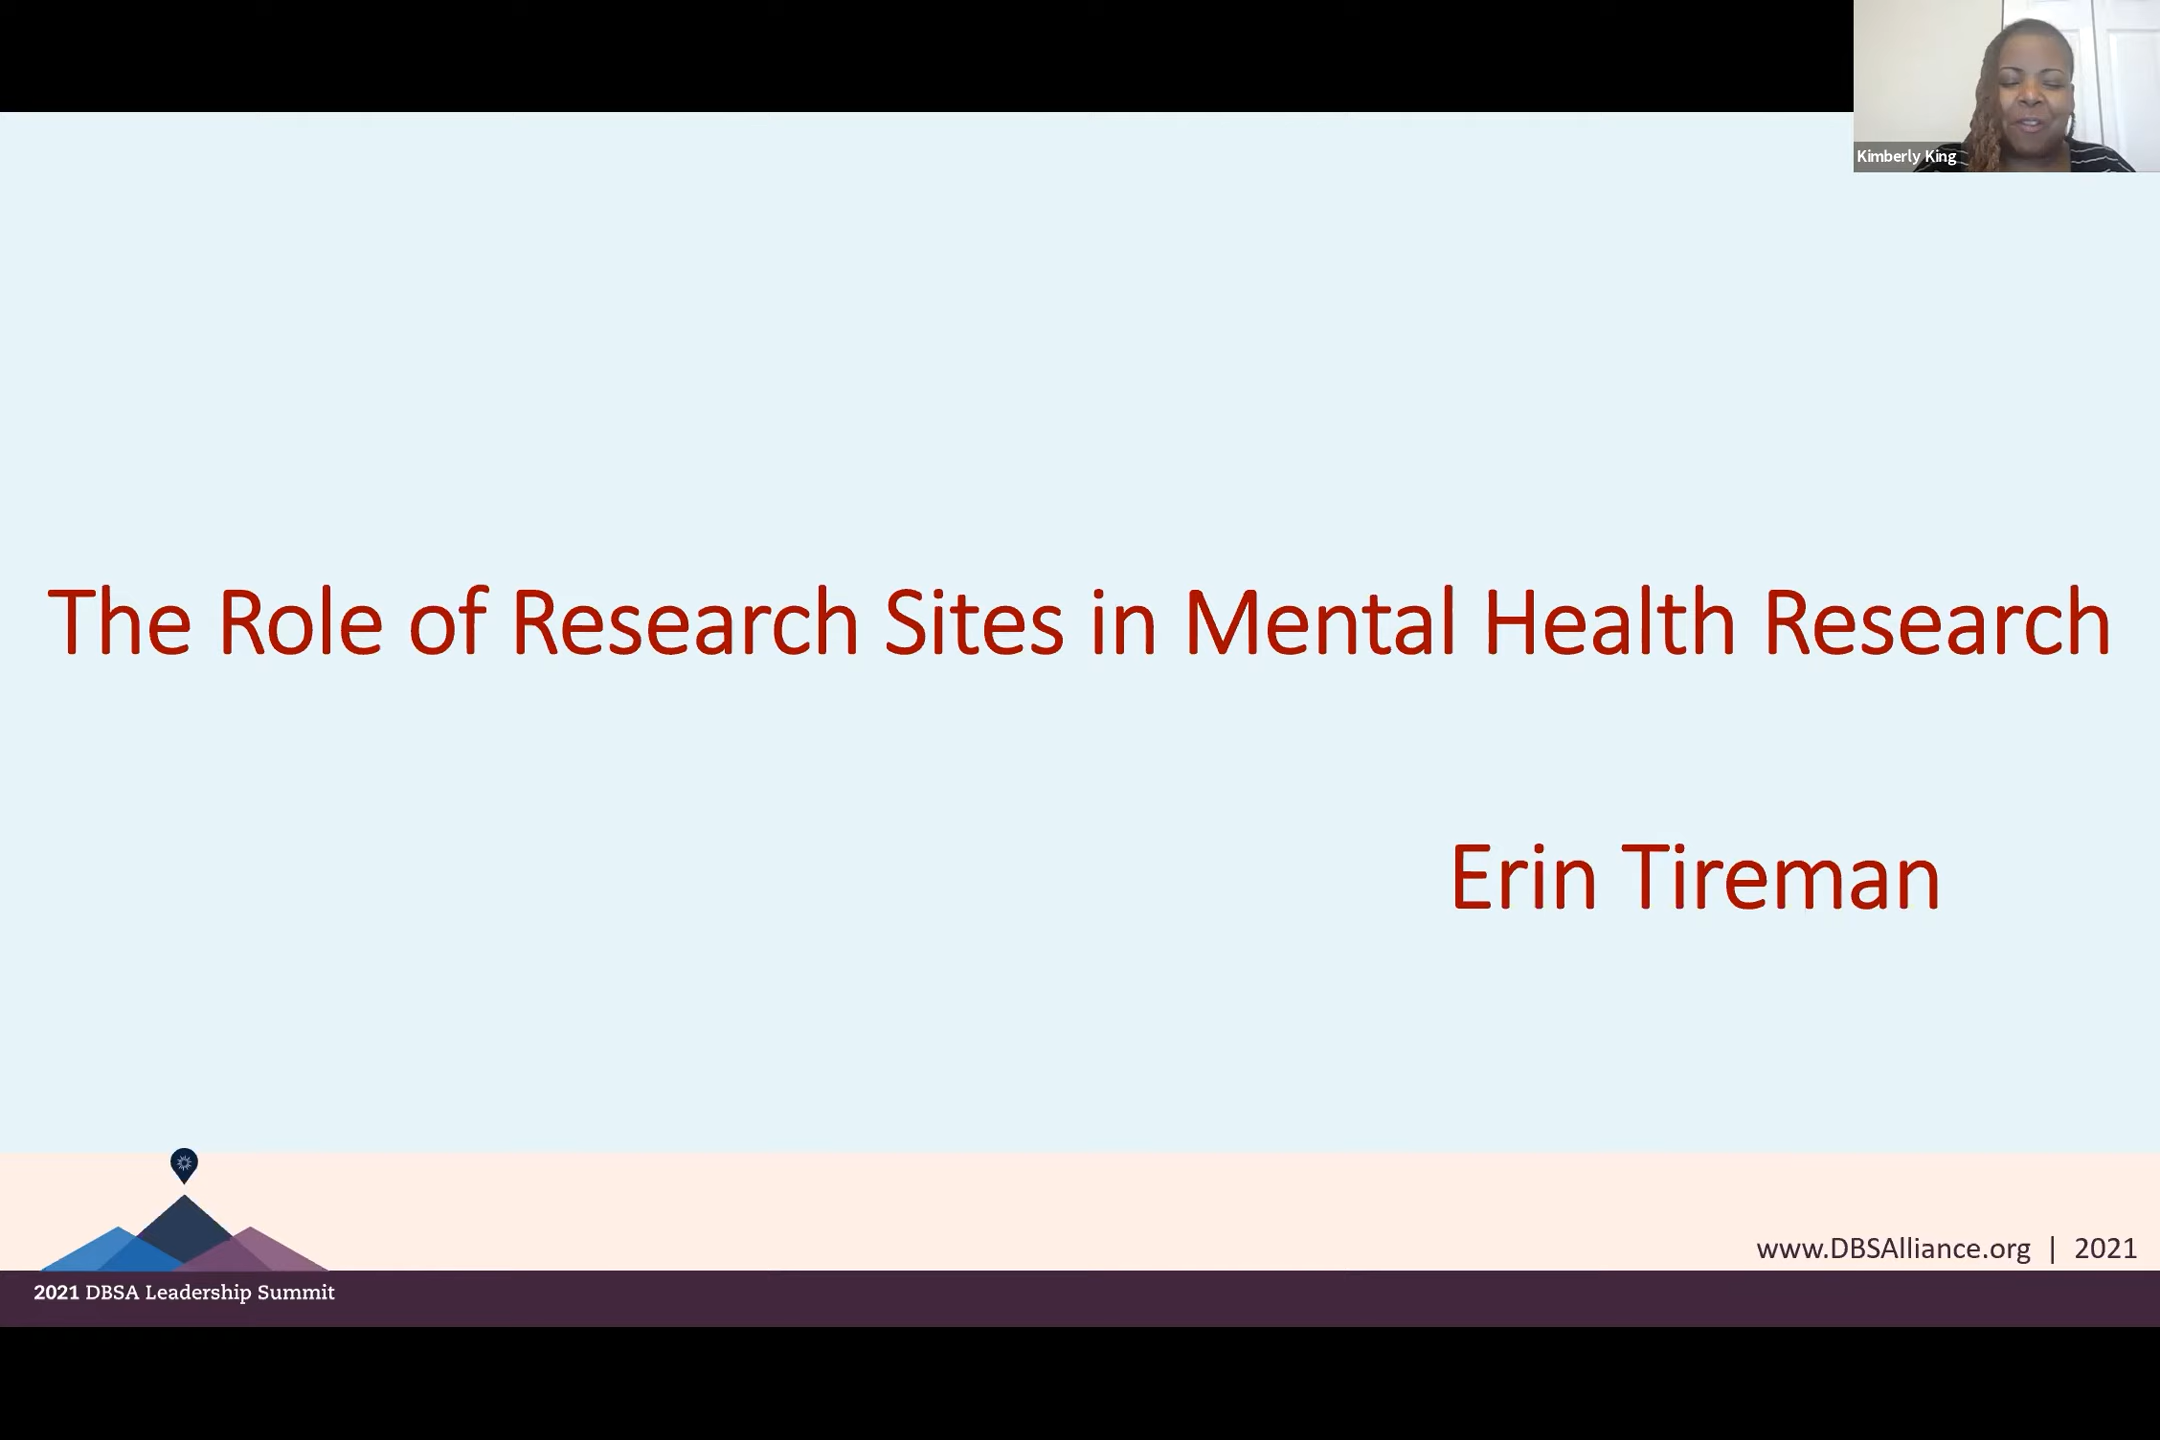 Kimberly King
The Role of Research Sites in Mental Health Research
Erin Tireman
www.DBSAlliance.org | 2021
2021 DBSA Leadership Summit